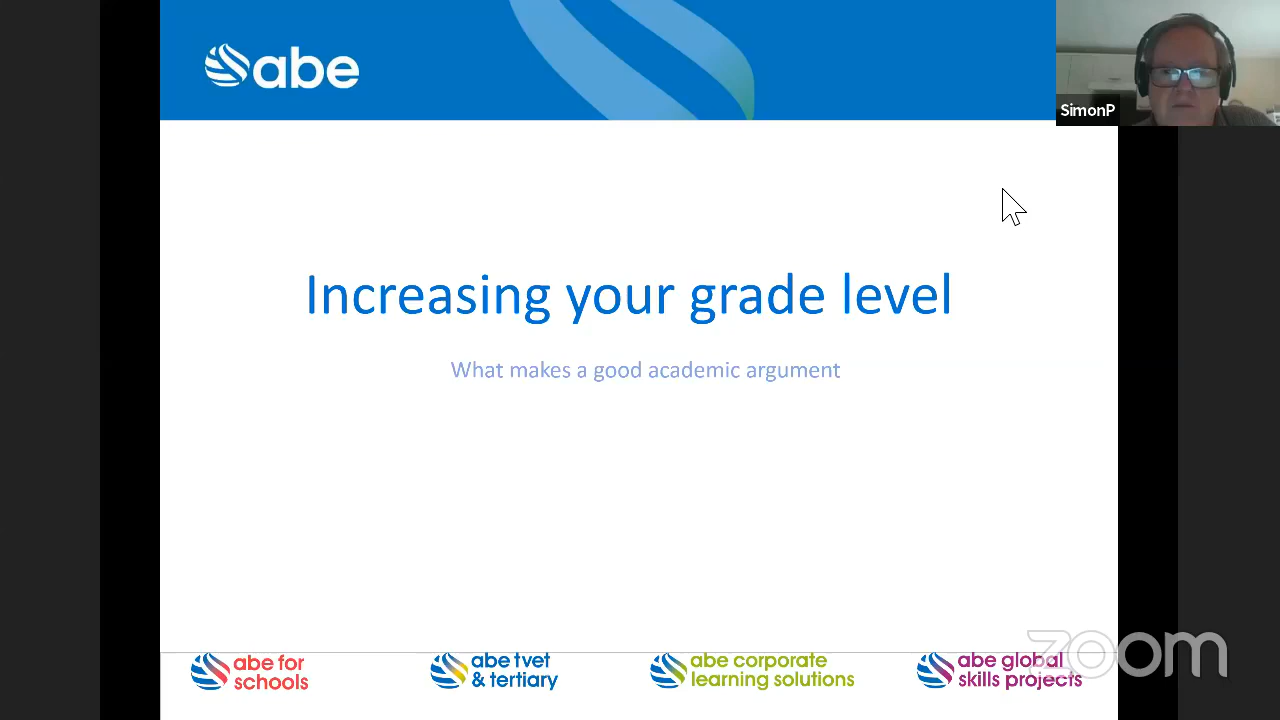 abe
SimonP
Increasing your grade level
What makes a good academic argument
abe for
schools
abe tvet
& tertiary
abe corporate
learning solutions
abe global
skills projects
zoom